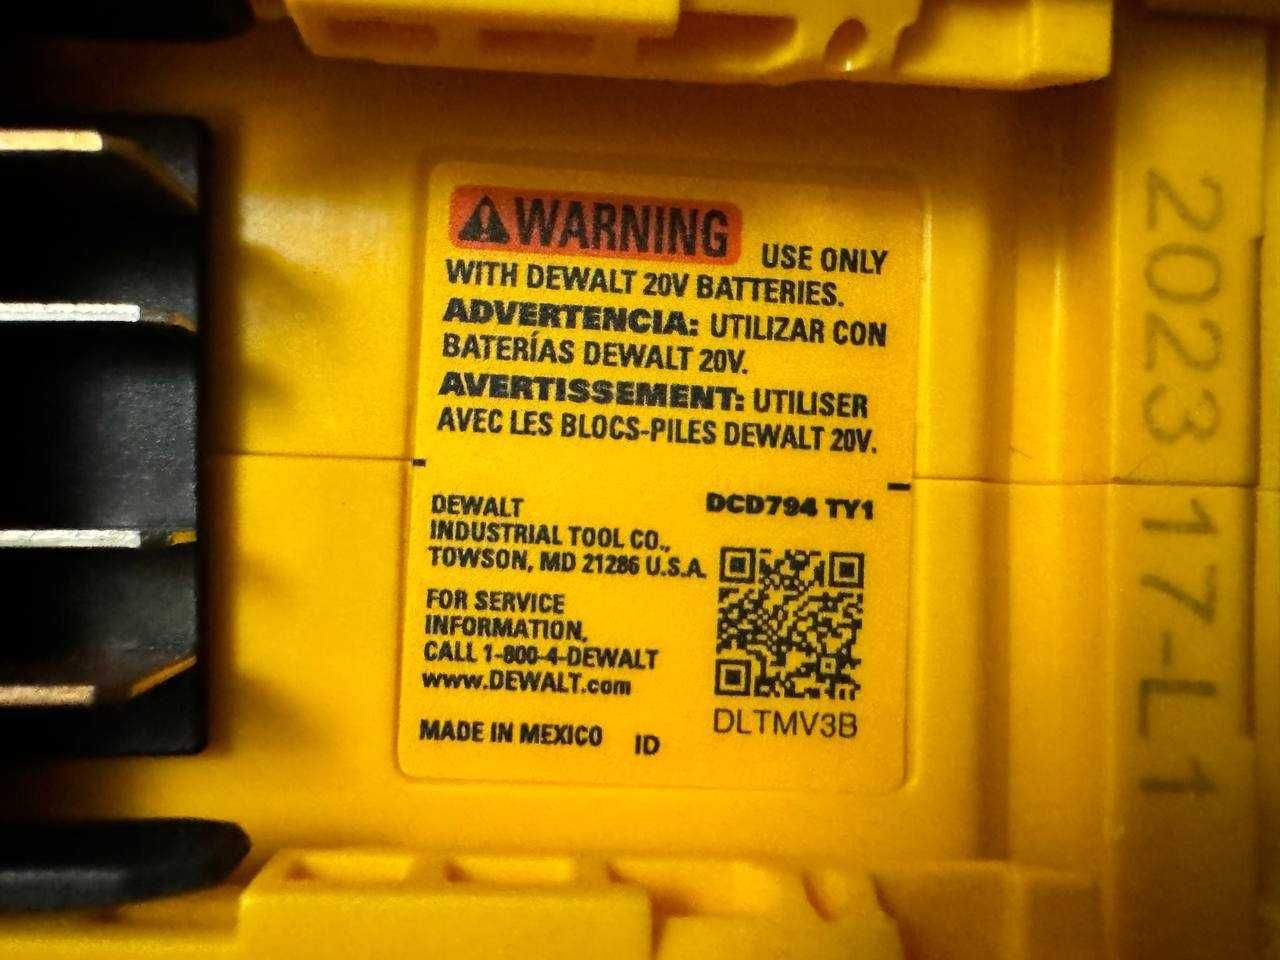 WARNING USE ONLY
WITH DEWALT 20V BATTERIES.
ADVERTENCIA: UTILIZAR CON
BATERÍAS DEWALT 20V.
AVERTISSEMENT: UTILISER
AVEC LES BLOCS-PILES DEWALT 20V.
DEWALT
INDUSTRIAL TOOL CO.,
TOWSON, MD 21286 U.S.A.
FOR SERVICE
INFORMATION,
CALL 1-800-4-DEWALT
www.DEWALT.com
MADE IN MEXICO ID
DCD794 TY1
DLTMV3B
2023 17-L1